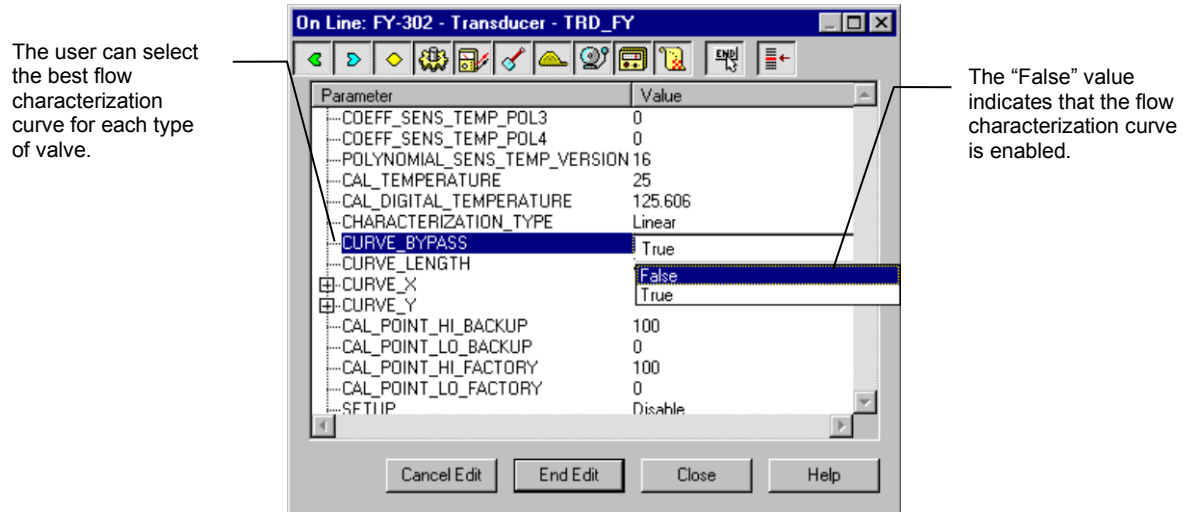 On Line: FY-302 - Transducer - TRD_FY
END
The user can select
the best flow
characterization
curve for each type
of valve.
The “False” value
indicates that the flow
characterization curve
is enabled.
Parameter Value
COEFF_SENS_TEMP_POL3 0
COEFF_SENS_TEMP_POL4 0
POLYNOMIAL_SENS_TEMP_VERSION 16
CAL_TEMPERATURE 25
CAL_DIGITAL_TEMPERATURE 125.606
CHARACTERIZATION_TYPE Linear
CURVE_BYPASS True
CURVE_LENGTH
False
True
CURVE_X
CURVE_Y
CAL_POINT_HI_BACKUP 100
CAL_POINT_LO_BACKUP 0
CAL_POINT_HI_FACTORY 100
CAL_POINT_LO_FACTORY 0
SETUP Disable
Cancel Edit End Edit Close Help